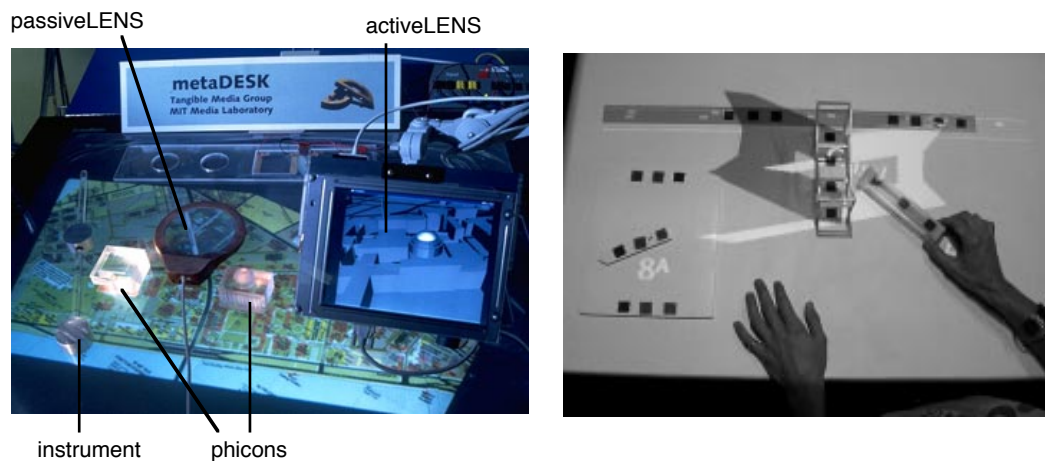 passiveLENS
activeLENS
metaDESK
Tangible Media Group
MIT Media Laboratory
8A
instrument
phicons